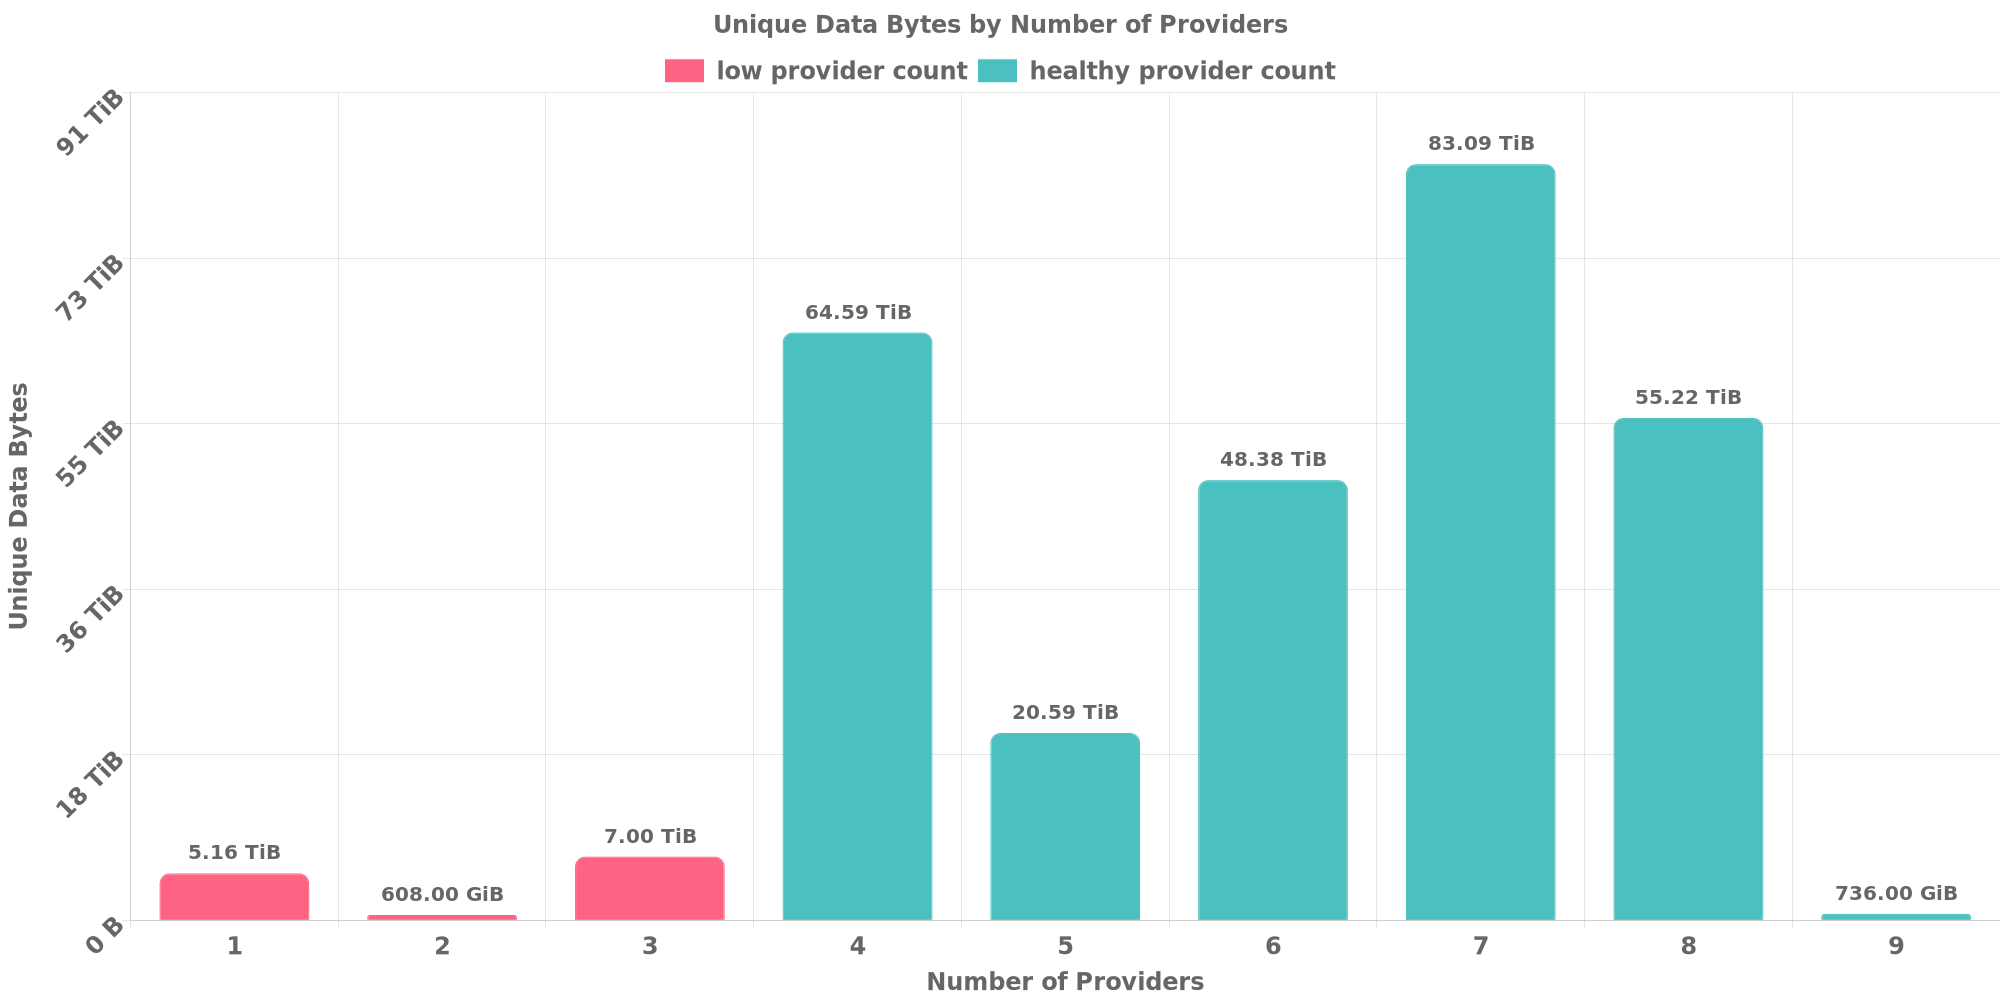 Unique Data Bytes by Number of Providers
low provider count healthy provider count
91 TiB
73 TiB
55 TiB
36 TiB
18 TiB
0 B
Unique Data Bytes
5.16 TiB
608.00 GiB
7.00 TiB
64.59 TiB
20.59 TiB
48.38 TiB
83.09 TiB
55.22 TiB
736.00 GiB
1 2 3 4 5 6 7 8 9
Number of Providers